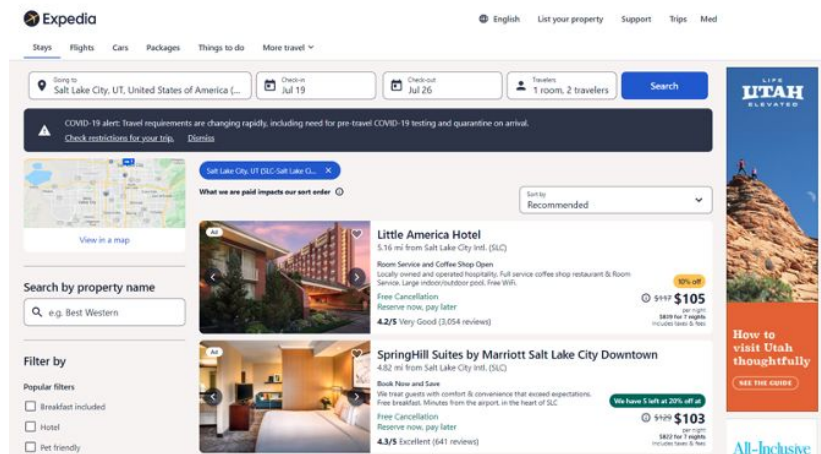 Expedia
English List your property Support Trips Med
Stays Flights Cars Packages Things to do More travel
Going to
Salt Lake City, UT, United States of America (...
Check-in
Jul 19
Check-out
Jul 26
Travelers
1 room, 2 travelers
Search
COVID-19 alert: Travel requirements are changing rapidly, including need for pre-travel COVID-19 testing and quarantine on arrival.
Check restrictions for your trip. Dismiss
View in a map
Search by property name
e.g. Best Western
Filter by
Popular filters
Breakfast included
Hotel
Pet friendly
Salt Lake City, UT (SLC-Salt Lake Ci... X
What we are paid impacts our sort order
Sort by
Recommended
Ad
Little America Hotel
5.16 mi from Salt Lake City Intl. (SLC)
Room Service and Coffee Shop Open
Locally owned and operated hospitality. Full service coffee shop restaurant & Room
Service. Large indoor/outdoor pool. Free WiFi.
Free Cancellation
Reserve now, pay later
4.2/5 Very Good (3,054 reviews)
10% off
$117 $105
per night
$839 for 7 nights
includes taxes & fees
Ad
SpringHill Suites by Marriott Salt Lake City Downtown
4.82 mi from Salt Lake City Intl. (SLC)
Book Now and Save
We treat guests with comfort & convenience that exceed expectations.
Free breakfast. Minutes from the airport, in the heart of SLC
Free Cancellation
Reserve now, pay later
4.3/5 Excellent (641 reviews)
We have 5 left at 20% off at
$129 $103
per night
$822 for 7 nights
includes taxes & fees
LIFE
UTAH
ELEVATED
How to
visit Utah
thoughtfully
SEE THE GUIDE
All-Inclusive